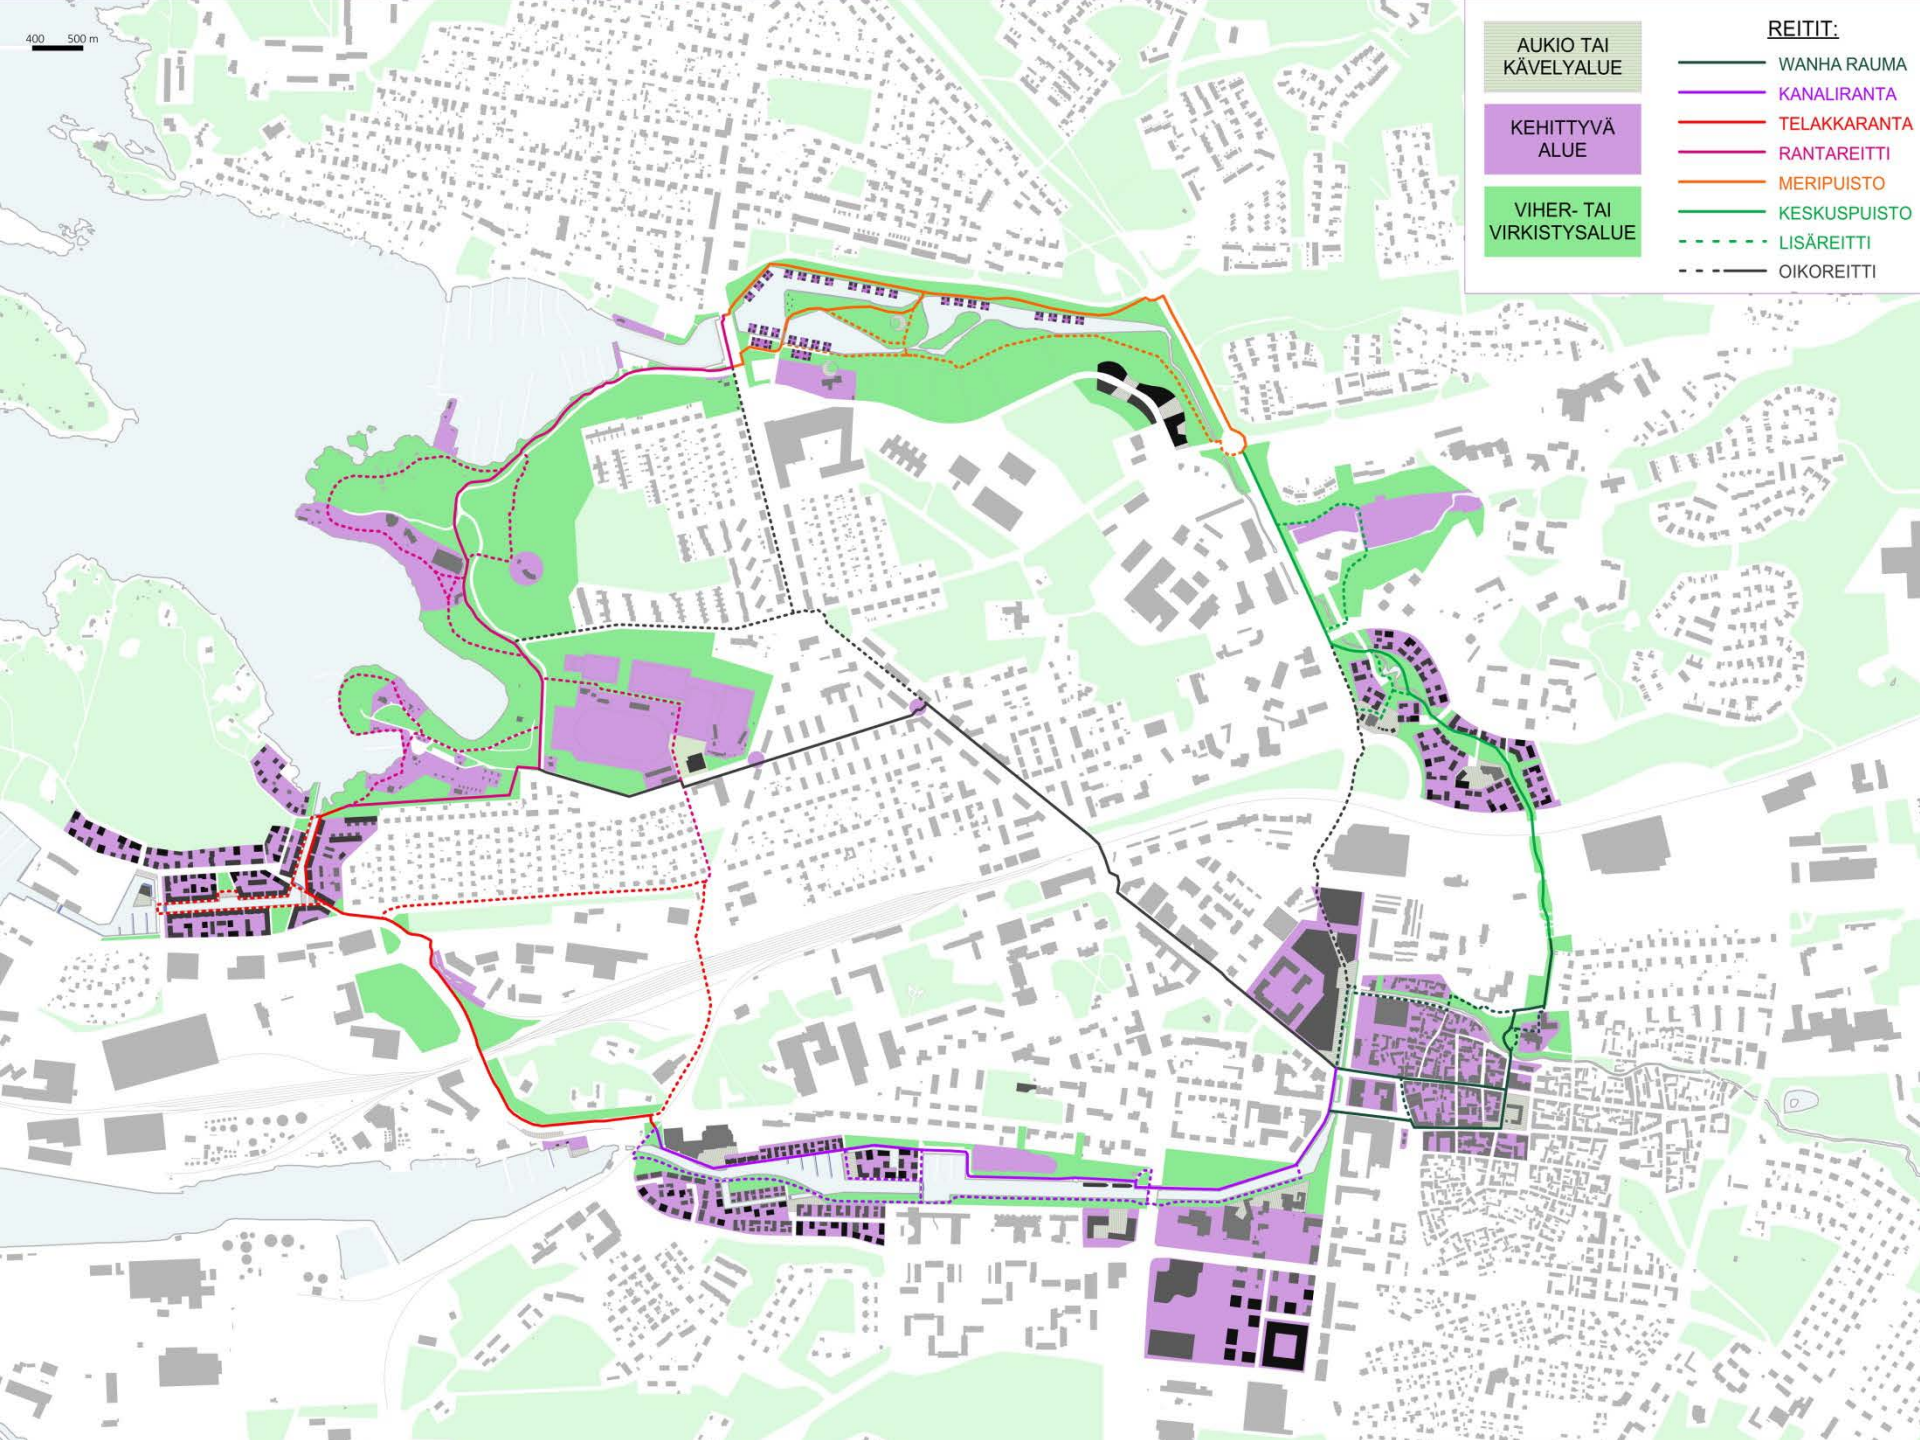 400 500 m
AUKIO TAI
KÄVELYALUE
KEHITTYVÄ
ALUE
VIHER- TAI
VIRKISTYSALUE
REITIT:
WANHA RAUMA
KANALIRANTA
TELAKKARANTA
RANTAREITTI
MERIPUISTO
KESKUSPUISTO
LISÄREITTI
OIKOREITTI